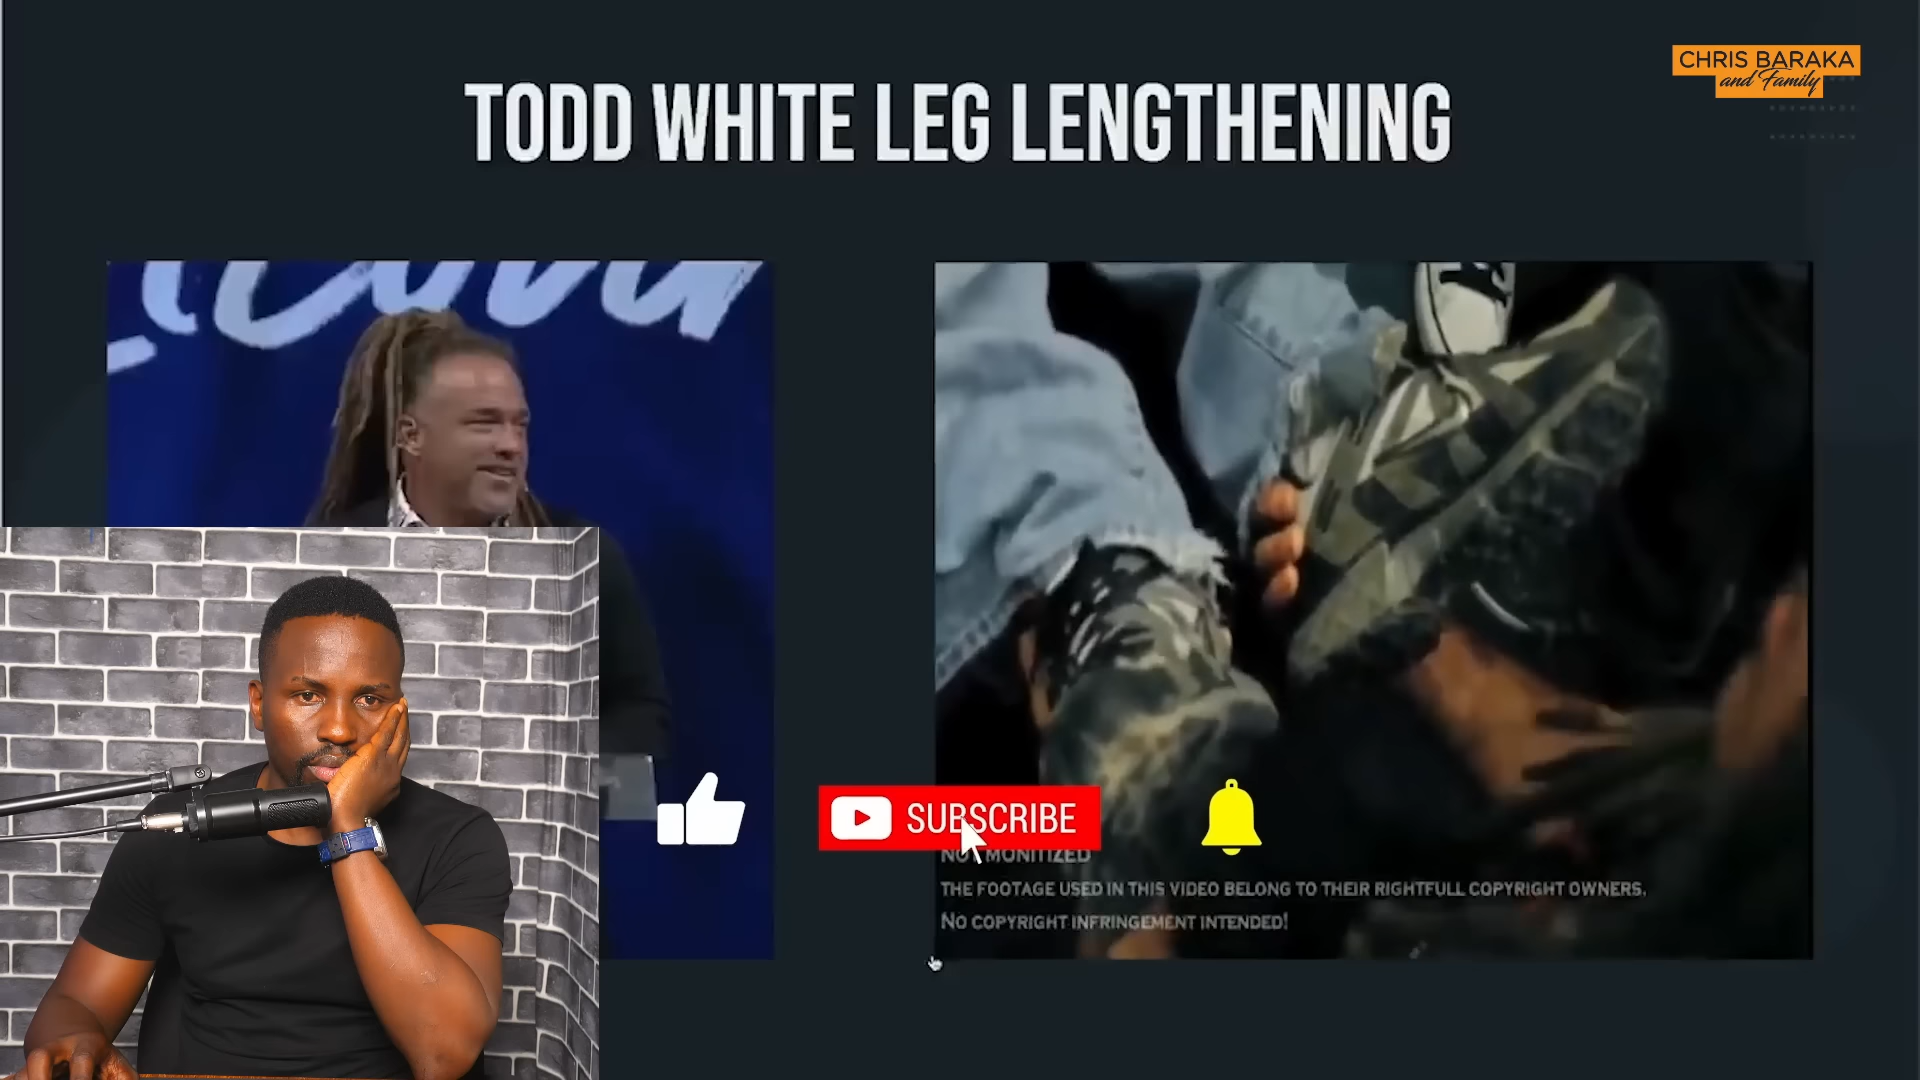 CHRIS BARAKA
and Family
TODD WHITE LEG LENGTHENING
SUBSCRIBE
NOT MONITIZED
THE FOOTAGE USED IN THIS VIDEO BELONG TO THEIR RIGHTFULL COPYRIGHT OWNERS.
NO COPYRIGHT INFRINGEMENT INTENDED!